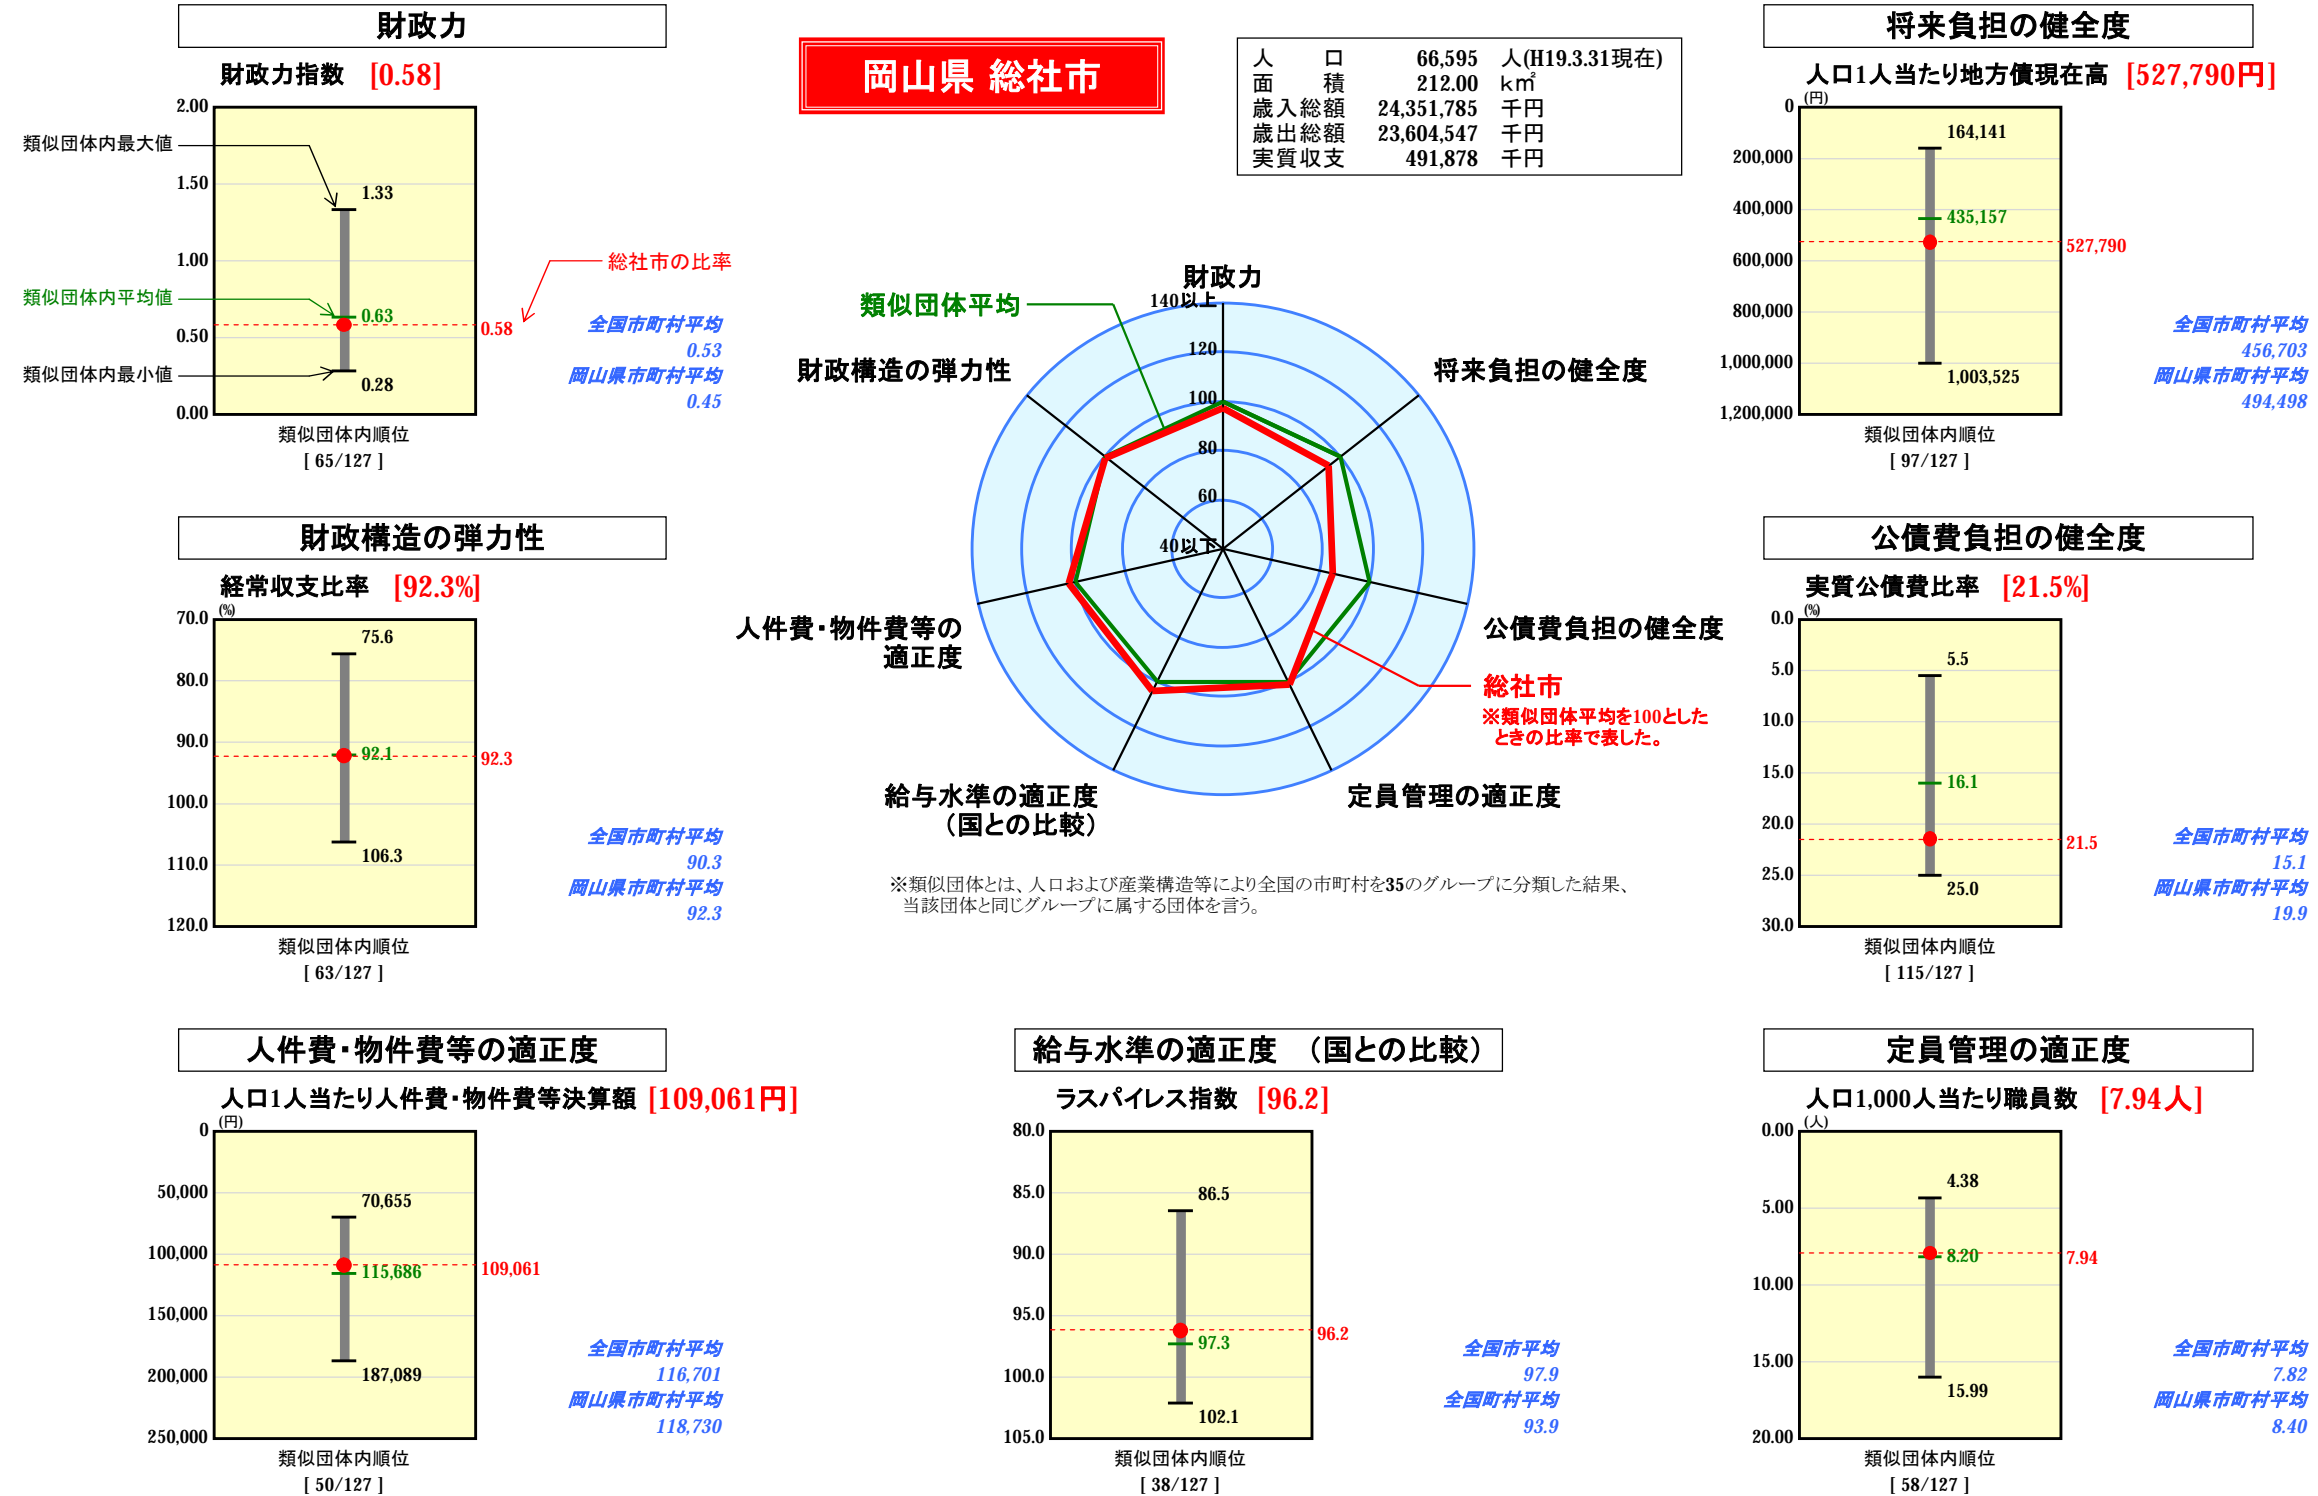 財政力
財政力指数 [0.58]
2.00
1.50
1.00
0.50
0.00
類似団体内最大値
類似団体内平均値
類似団体内最小値
1.33
0.63
0.28
0.58
総社市の比率
全国市町村平均
0.53
岡山県市町村平均
0.45
類似団体内順位
[ 65/127 ]
岡山県 総社市
人 口 66,595 人(H19.3.31現在)
面 積 212.00 k㎡
歳入総額 24,351,785 千円
歳出総額 23,604,547 千円
実質収支 491,878 千円
将来負担の健全度
人口1人当たり地方債現在高 [527,790円]
(円)
0
200,000
400,000
600,000
800,000
1,000,000
1,200,000
164,141
435,157
527,790
1,003,525
全国市町村平均
456,703
岡山県市町村平均
494,498
類似団体内順位
[ 97/127 ]
財政力
類似団体平均
140以上
120
100
80
60
40以下
財政構造の弾力性
将来負担の健全度
人件費・物件費等の
適正度
公債費負担の健全度
総社市
※類似団体平均を100とした
ときの比率で表した。
給与水準の適正度
（国との比較）
定員管理の適正度
※類似団体とは、人口および産業構造等により全国の市町村を35のグループに分類した結果、
当該団体と同じグループに属する団体を言う。
財政構造の弾力性
経常収支比率 [92.3%]
(%)
70.0
80.0
90.0
100.0
110.0
120.0
75.6
92.1
92.3
106.3
全国市町村平均
90.3
岡山県市町村平均
92.3
類似団体内順位
[ 63/127 ]
公債費負担の健全度
実質公債費比率 [21.5%]
(%)
0.0
5.0
10.0
15.0
20.0
25.0
30.0
5.5
16.1
21.5
25.0
全国市町村平均
15.1
岡山県市町村平均
19.9
類似団体内順位
[ 115/127 ]
人件費・物件費等の適正度
人口1人当たり人件費・物件費等決算額 [109,061円]
(円)
0
50,000
100,000
150,000
200,000
250,000
70,655
115,686
109,061
187,089
全国市町村平均
116,701
岡山県市町村平均
118,730
類似団体内順位
[ 50/127 ]
給与水準の適正度 （国との比較）
ラスパイレス指数 [96.2]
80.0
85.0
90.0
95.0
100.0
105.0
86.5
96.2
97.3
102.1
全国市平均
97.9
全国町村平均
93.9
類似団体内順位
[ 38/127 ]
定員管理の適正度
人口1,000人当たり職員数 [7.94人]
(人)
0.00
5.00
10.00
15.00
20.00
4.38
8.20
7.94
15.99
全国市町村平均
7.82
岡山県市町村平均
8.40
類似団体内順位
[ 58/127 ]